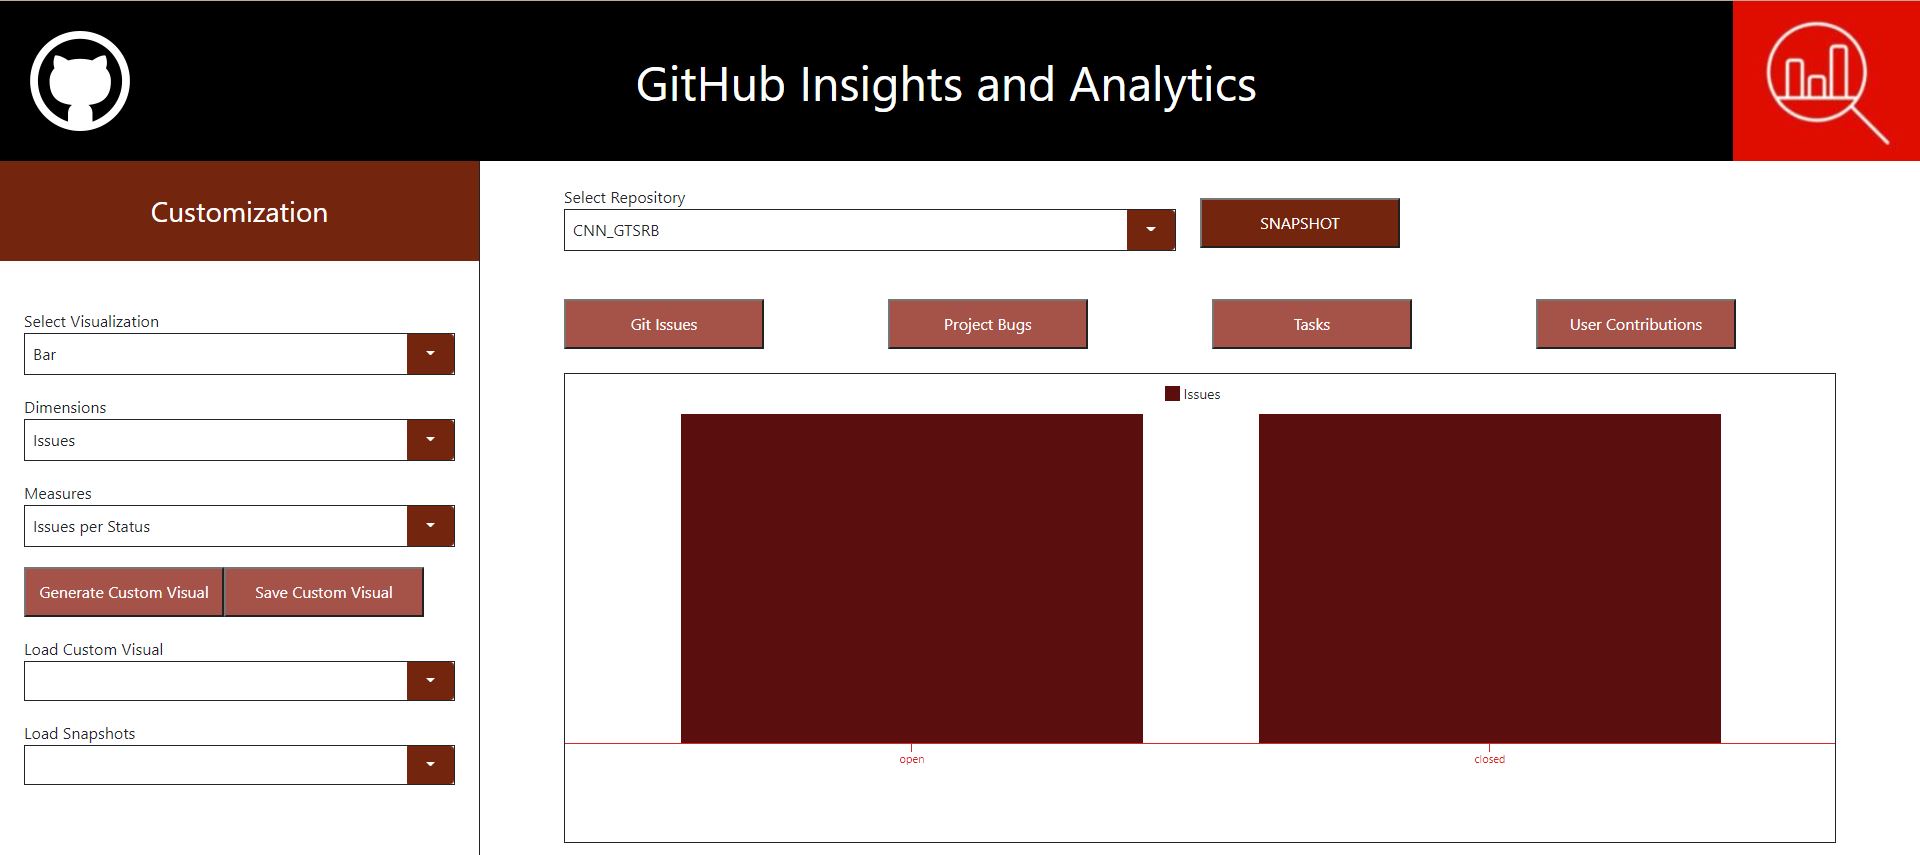 GitHub Insights and Analytics
Customization
Select Visualization
Bar
Dimensions
Issues
Measures
Issues per Status
Generate Custom Visual
Save Custom Visual
Load Custom Visual
Load Snapshots
Select Repository
CNN_GTSRB
SNAPSHOT
Git Issues
Project Bugs
Tasks
User Contributions
Issues
open
closed